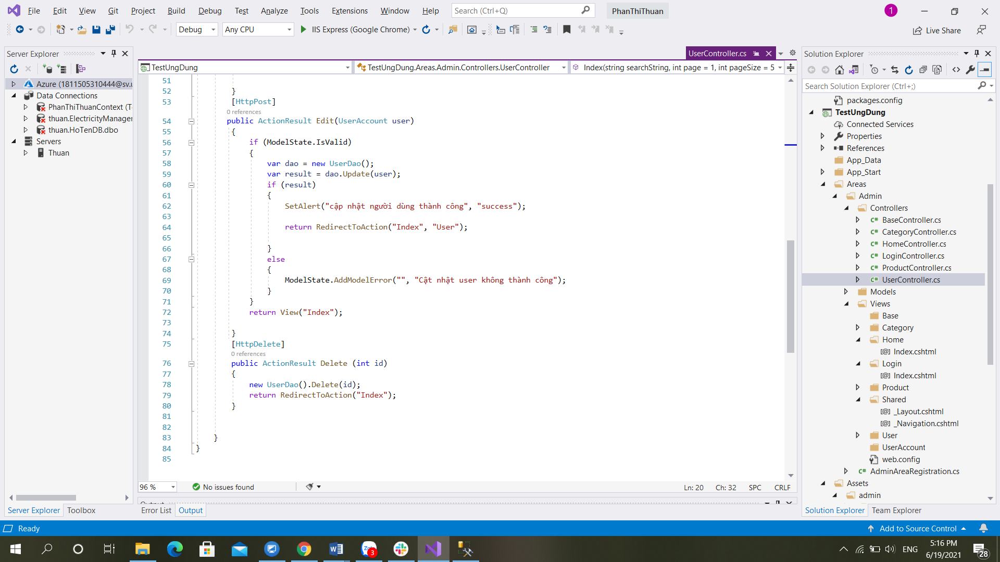 File Edit View Git Project Build Debug Test Analyze Tools Extensions Window Help Search (Ctrl+Q) PhanThiThuan 1
Debug Any CPU IIS Express (Google Chrome) Live Share
Server Explorer
Azure (1811505310444@sv.u
Data Connections
PhanThiThuanContext (T
thuan.ElectricityManager
thuan.HoTenDB.dbo
Servers
Thuan
Server Explorer Toolbox
UserController.cs
TestUngDung TestUngDung.Areas.Admin.Controllers.UserController Index(string searchString, int page = 1, int pageSize = 5
51
52 }
53 [HttpPost]
0 references
54 public ActionResult Edit(UserAccount user)
55 {
56 if (ModelState.IsValid)
57 {
58 var dao = new UserDao();
59 var result = dao.Update(user);
60 if (result)
61 {
62 SetAlert("cập nhật người dùng thành công", "success");
63
64 return RedirectToAction("Index", "User");
65
66 }
67 else
68 {
69 ModelState.AddModelError("", "Cật nhật user không thành công");
70 }
71 }
72 return View("Index");
73
74 }
75 [HttpDelete]
0 references
76 public ActionResult Delete (int id)
77 {
78 new UserDao().Delete(id);
79 return RedirectToAction("Index");
80 }
81
82
83 }
84 }
85
96 % No issues found Ln: 20 Ch: 32 SPC CRLF
Output
Error List Output
Solution Explorer
Search Solution Explorer (Ctrl+;)
packages.config
TestUngDung
Connected Services
Properties
References
App_Data
App_Start
Areas
Admin
Controllers
C# BaseController.cs
C# CategoryController.cs
C# HomeController.cs
C# LoginController.cs
C# ProductController.cs
C# UserController.cs
Models
Views
Base
Category
Home
[@] Index.cshtml
Login
[@] Index.cshtml
Product
Shared
[@] _Layout.cshtml
[@] _Navigation.cshtml
User
UserAccount
web.config
C# AdminAreaRegistration.cs
Assets
admin
Solution Explorer Team Explorer
Ready Add to Source Control
W Zalo 3 ENG 5:16 PM
6/19/2021 28